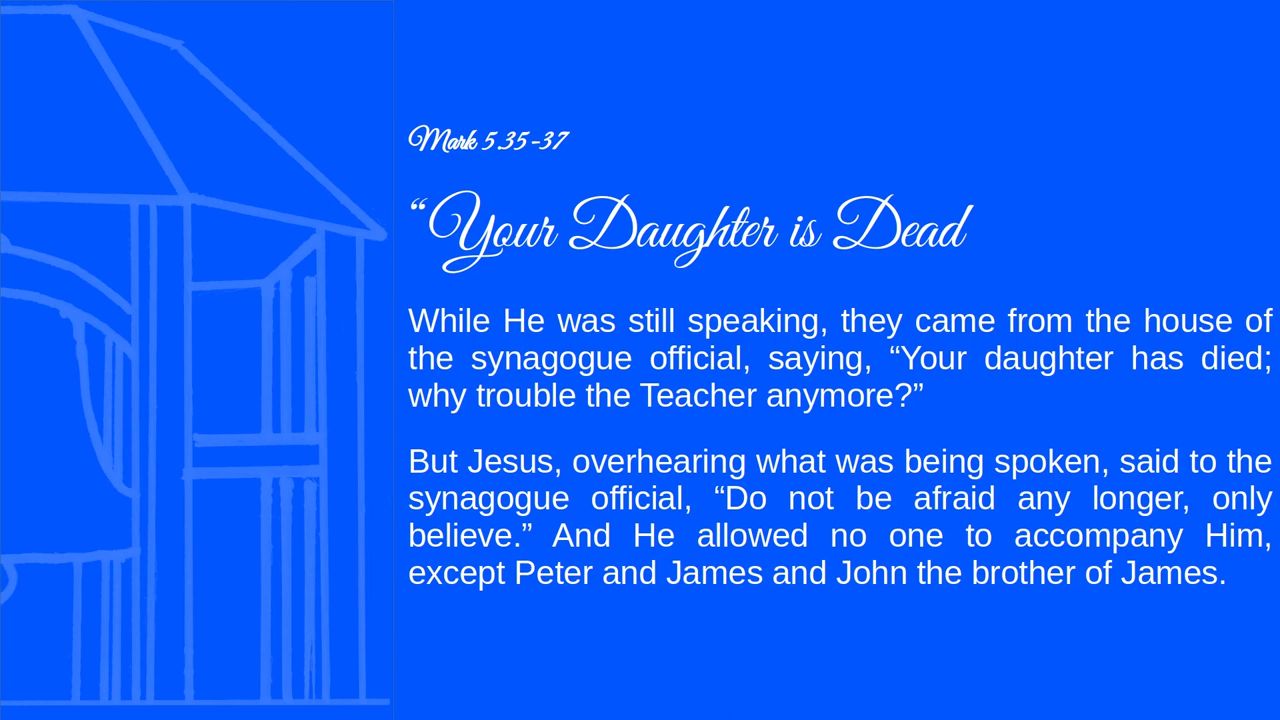 Mark 5.35-37
“Your Daughter is Dead
While He was still speaking, they came from the house of
the synagogue official, saying, “Your daughter has died;
why trouble the Teacher anymore?”
But Jesus, overhearing what was being spoken, said to the
synagogue official, “Do not be afraid any longer, only
believe.” And He allowed no one to accompany Him,
except Peter and James and John the brother of James.